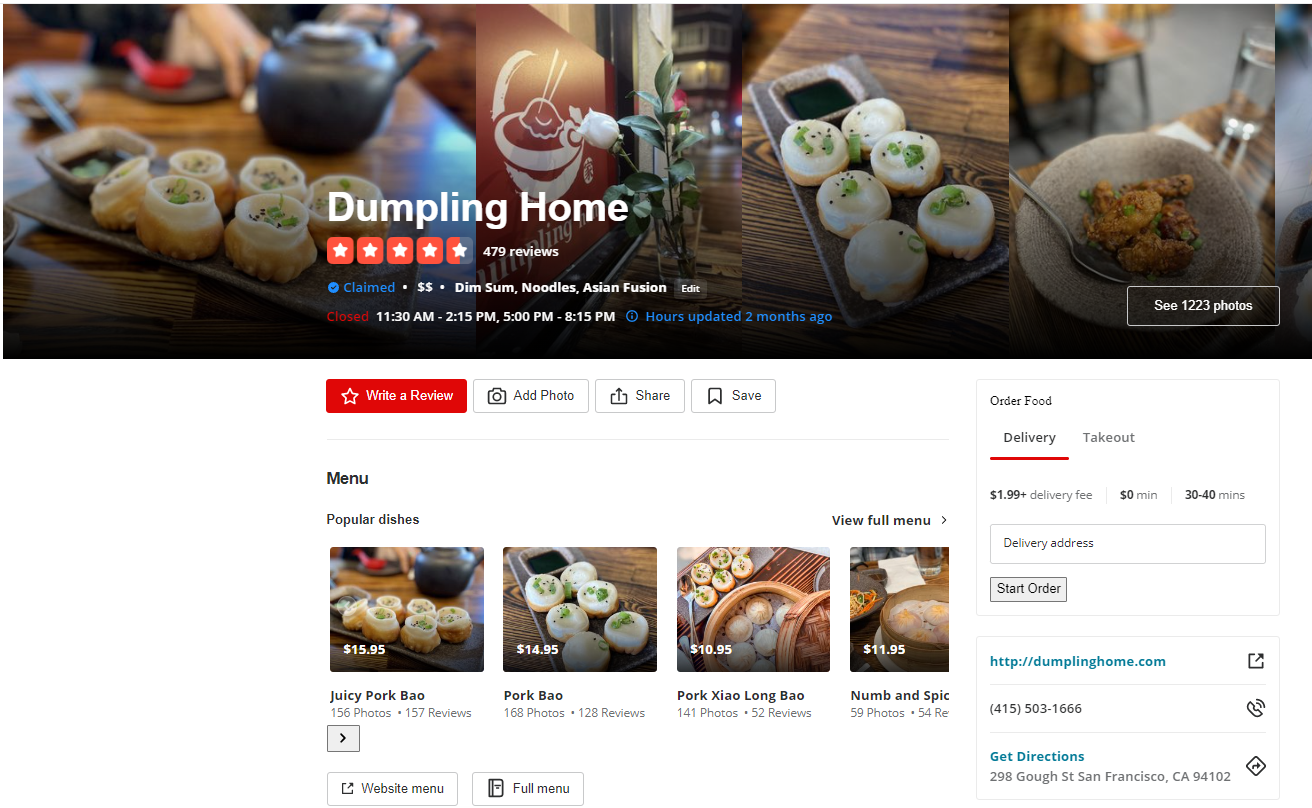 Dumpling Home
479 reviews
Claimed • $$ • Dim Sum, Noodles, Asian Fusion Edit
Closed 11:30 AM - 2:15 PM, 5:00 PM - 8:15 PM Hours updated 2 months ago
See 1223 photos
Write a Review Add Photo Share Save
Menu
Popular dishes View full menu
$15.95 $14.95 $10.95 $11.95
Juicy Pork Bao Pork Bao Pork Xiao Long Bao Numb and Spic
156 Photos • 157 Reviews 168 Photos • 128 Reviews 141 Photos • 52 Reviews 59 Photos • 54 Re
Website menu Full menu
Order Food
Delivery Takeout
$1.99+ delivery fee $0 min 30-40 mins
Delivery address
Start Order
http://dumplinghome.com
(415) 503-1666
Get Directions
298 Gough St San Francisco, CA 94102